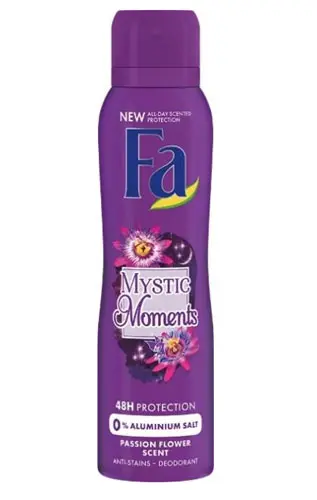 NEW ALL-DAY SCENTED
PROTECTION
Fa
MYSTIC
Moments
48H PROTECTION
0% ALUMINIUM SALT
PASSION FLOWER
SCENT
ANTI-STAINS - DEODORANT